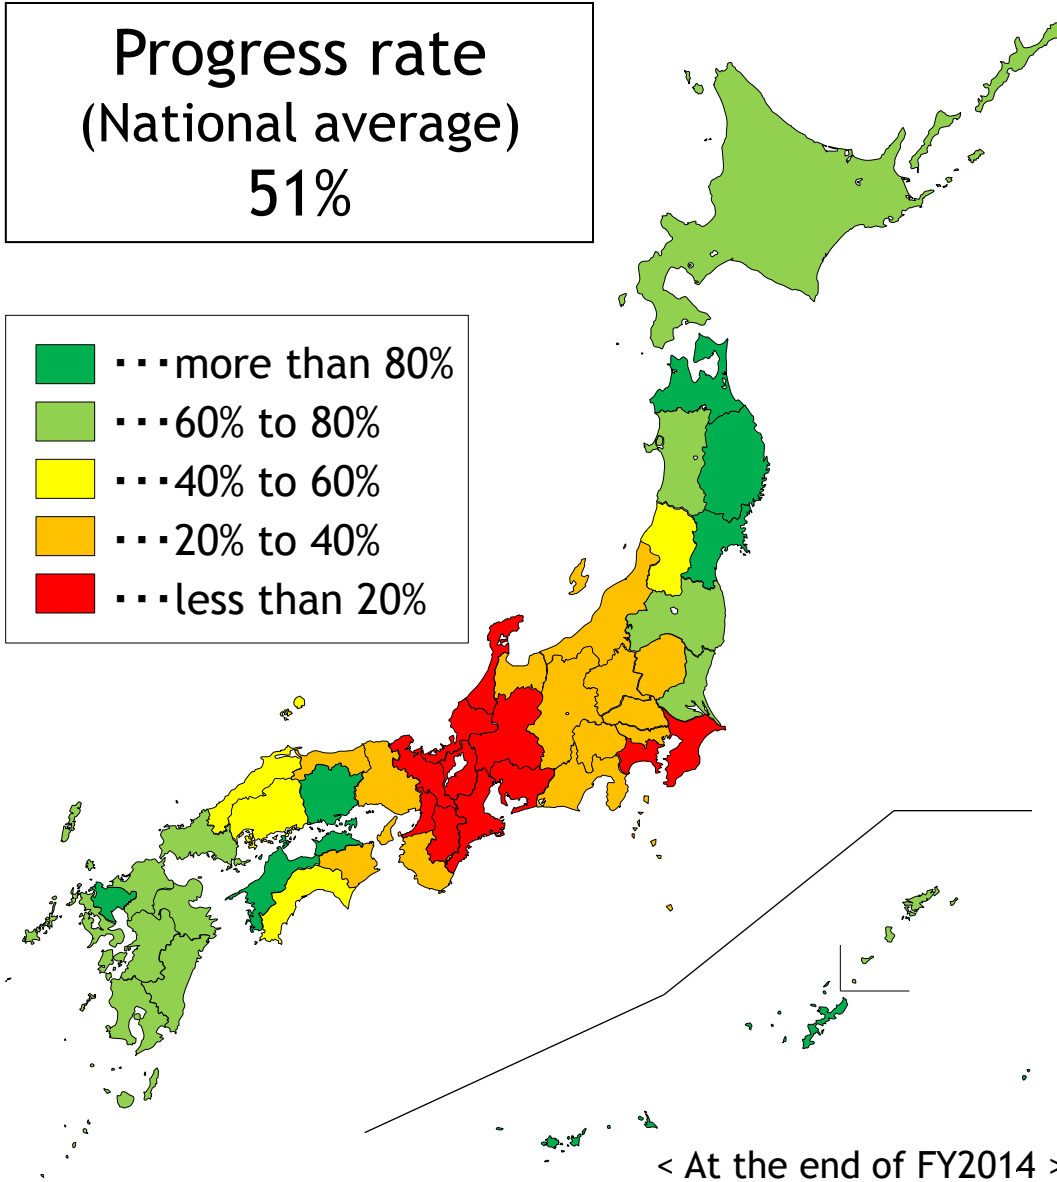 Progress rate
(National average)
51%
･･･more than 80%
･･･60% to 80%
･･･40% to 60%
･･･20% to 40%
･･･less than 20%
< At the end of FY2014 >